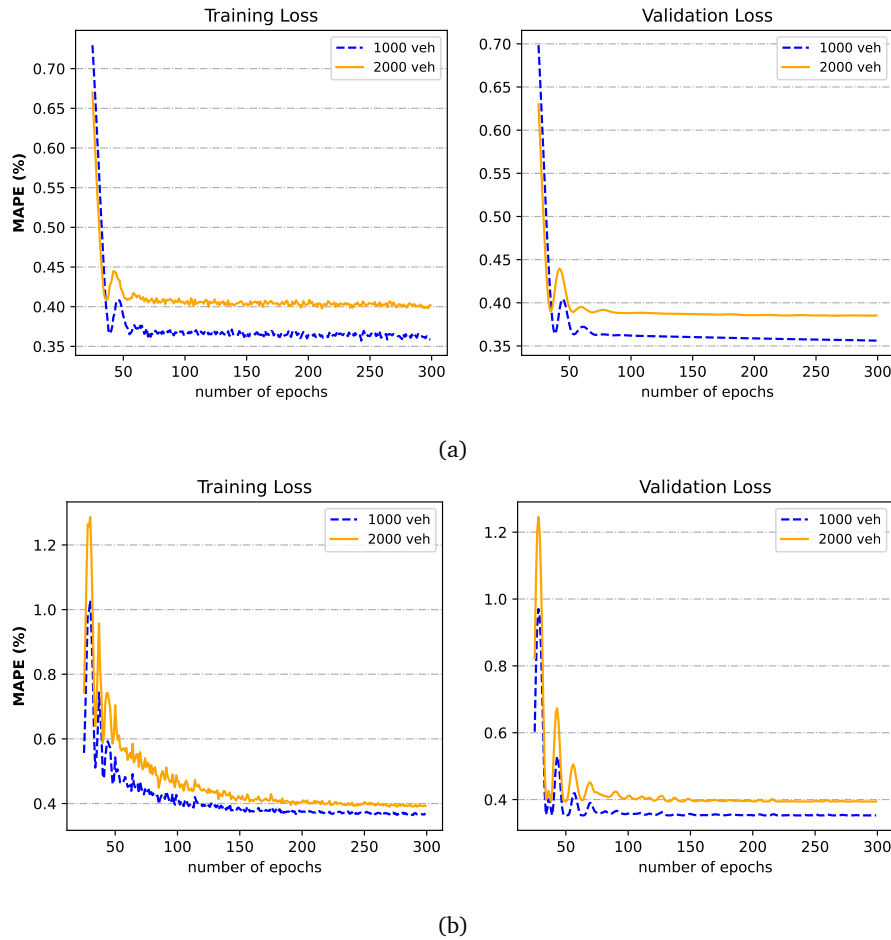 Training Loss
Validation Loss
1000 veh
2000 veh
1000 veh
2000 veh
MAPE (%)
0.70
0.65
0.60
0.55
0.50
0.45
0.40
0.35
0.70
0.65
0.60
0.55
0.50
0.45
0.40
0.35
50 100 150 200 250 300
50 100 150 200 250 300
number of epochs
number of epochs
(a)
Training Loss
Validation Loss
1000 veh
2000 veh
1000 veh
2000 veh
MAPE (%)
1.2
1.0
0.8
0.6
0.4
1.2
1.0
0.8
0.6
0.4
50 100 150 200 250 300
50 100 150 200 250 300
number of epochs
number of epochs
(b)